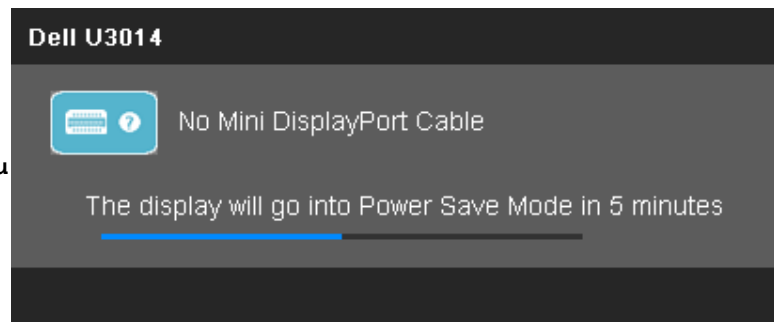 Dell U3014
? No Mini DisplayPort Cable
u
The display will go into Power Save Mode in 5 minutes